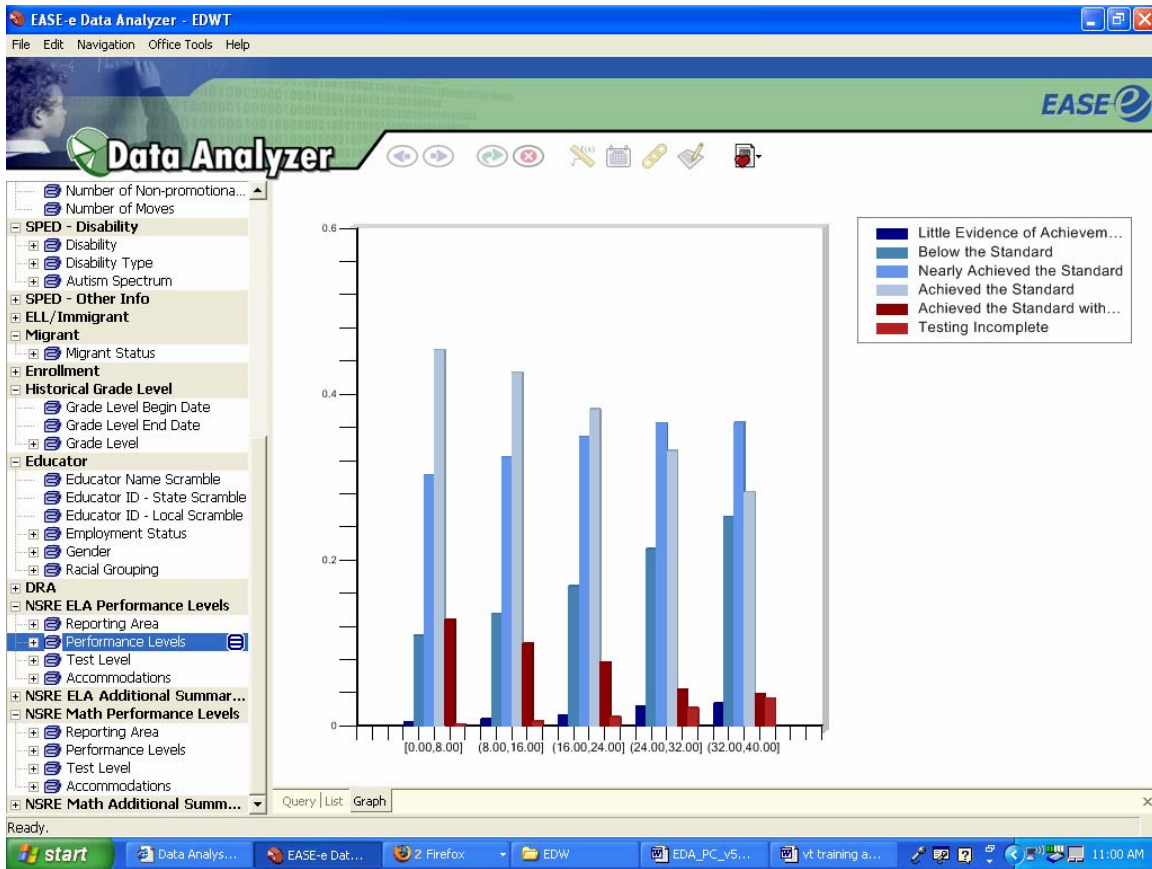 EASE-e Data Analyzer - EDWT
File Edit Navigation Office Tools Help
EASE e
Data Analyzer
Number of Non-promotiona...
Number of Moves
SPED - Disability
Disability
Disability Type
Autism Spectrum
SPED - Other Info
ELL/Immigrant
Migrant
Migrant Status
Enrollment
Historical Grade Level
Grade Level Begin Date
Grade Level End Date
Grade Level
Educator
Educator Name Scramble
Educator ID - State Scramble
Educator ID - Local Scramble
Employment Status
Gender
Racial Grouping
DRA
NSRE ELA Performance Levels
Reporting Area
Performance Levels
Test Level
Accommodations
NSRE ELA Additional Summar...
NSRE Math Performance Levels
Reporting Area
Performance Levels
Test Level
Accommodations
NSRE Math Additional Summ...
0.6
0.4
0.2
0
[0.00,8.00] (8.00,16.00] (16.00,24.00] (24.00,32.00] (32.00,40.00]
Little Evidence of Achievem...
Below the Standard
Nearly Achieved the Standard
Achieved the Standard
Achieved the Standard with...
Testing Incomplete
Query List Graph
Ready.
start Data Analys... EASE-e Dat... 2 Firefox EDW EDA_PC_v5... vt training a... 11:00 AM